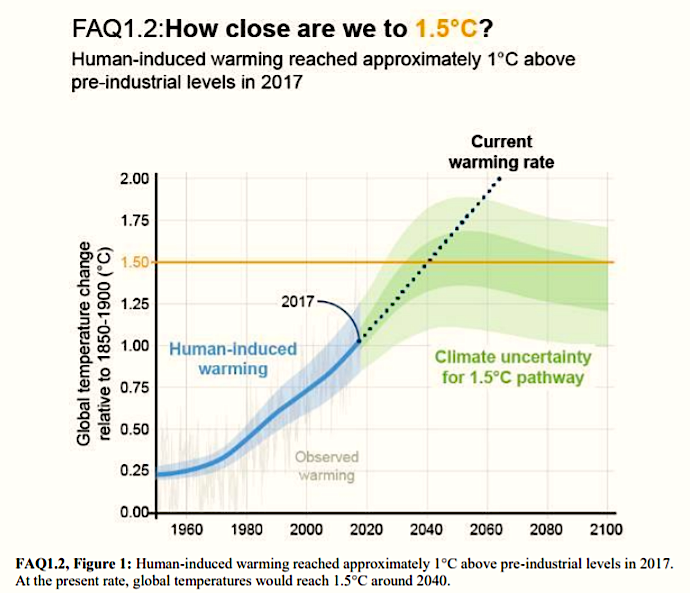 FAQ1.2:How close are we to 1.5°C?
Human-induced warming reached approximately 1°C above
pre-industrial levels in 2017
Current
warming rate
2.00
1.75
1.50
1.25
1.00
0.75
0.50
0.25
0.00
Global temperature change
relative to 1850-1900 (°C)
2017
Human-induced
warming
Climate uncertainty
for 1.5°C pathway
Observed
warming
1960 1980 2000 2020 2040 2060 2080 2100
FAQ1.2, Figure 1: Human-induced warming reached approximately 1°C above pre-industrial levels in 2017.
At the present rate, global temperatures would reach 1.5°C around 2040.